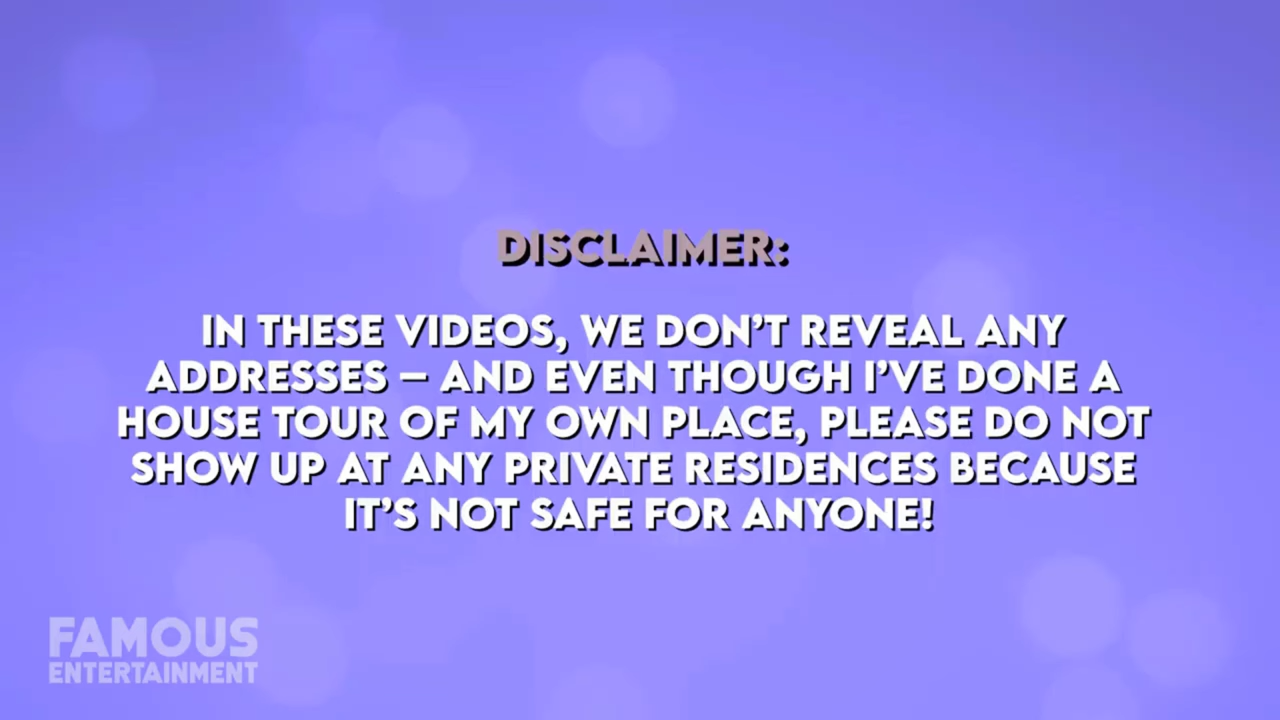 DISCLAIMER:
IN THESE VIDEOS, WE DON'T REVEAL ANY
ADDRESSES – AND EVEN THOUGH I'VE DONE A
HOUSE TOUR OF MY OWN PLACE, PLEASE DO NOT
SHOW UP AT ANY PRIVATE RESIDENCES BECAUSE
IT'S NOT SAFE FOR ANYONE!
FAMOUS
ENTERTAINMENT